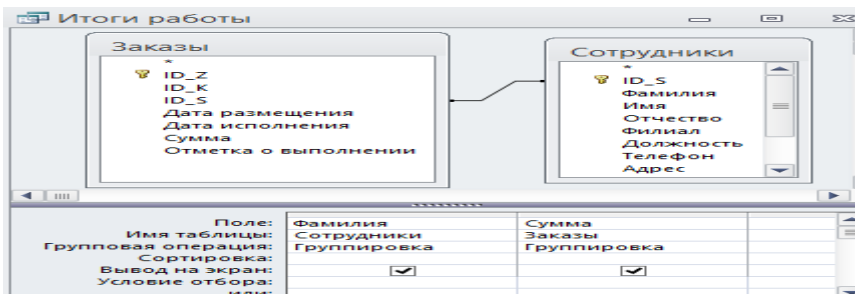 Итоги работы
Заказы
*
ID_Z
ID_K
ID_S
Дата размещения
Дата исполнения
Сумма
Отметка о выполнении
Сотрудники
*
ID_S
Фамилия
Имя
Отчество
Филиал
Должность
Телефон
Адрес
Поле: Фамилия Сумма
Имя таблицы: Сотрудники Заказы
Групповая операция: Группировка Группировка
Сортировка:
Вывод на экран:
Условие отбора:
или: